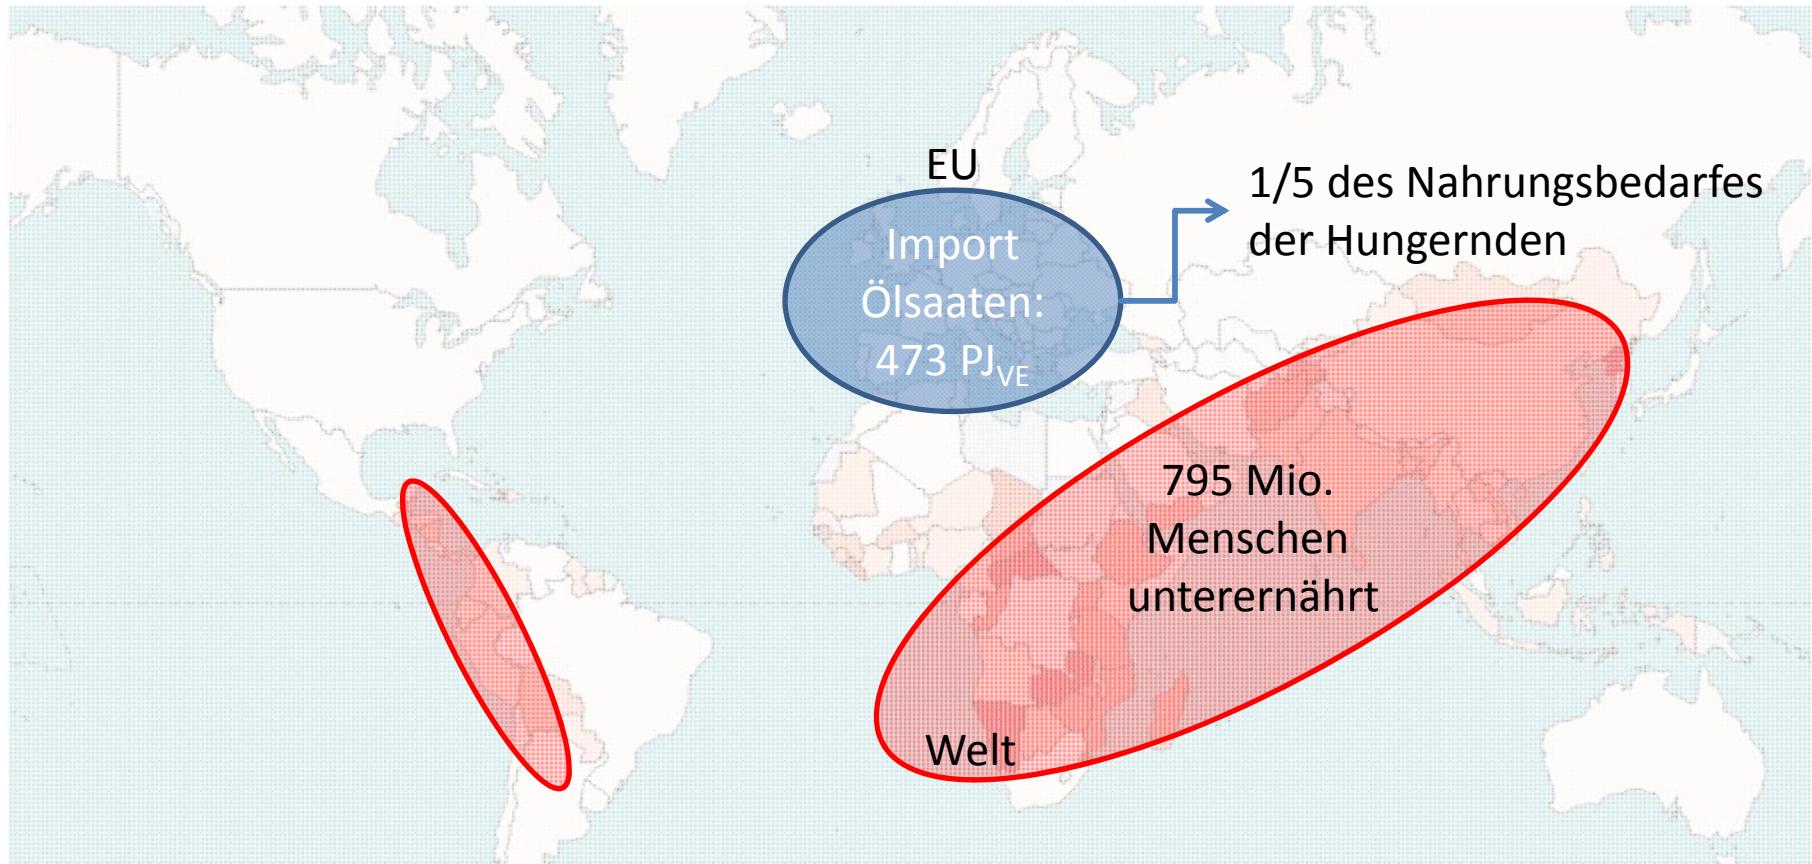 EU
Import
Ölsaaten:
473 PJVE
1/5 des Nahrungsbedarfes
der Hungernden
795 Mio.
Menschen
unterernährt
Welt